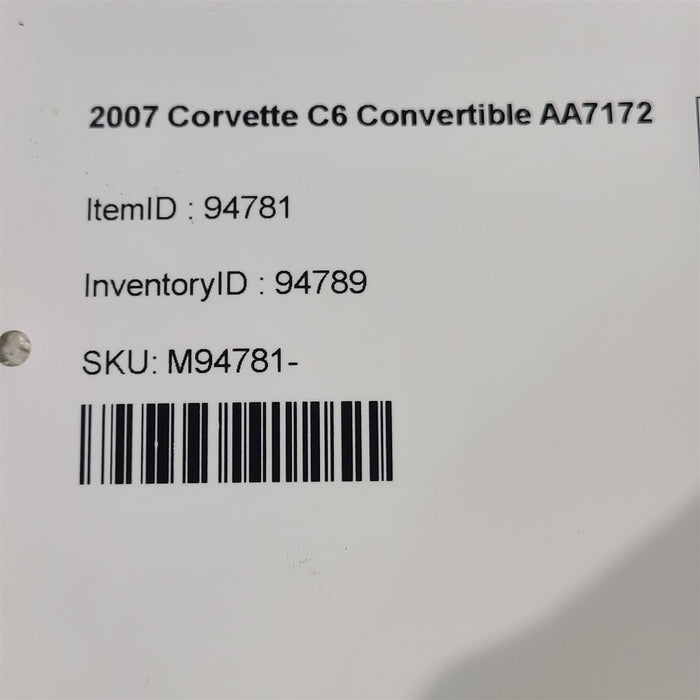 2007 Corvette C6 Convertible AA7172
ItemID : 94781
InventoryID : 94789
SKU: M94781-